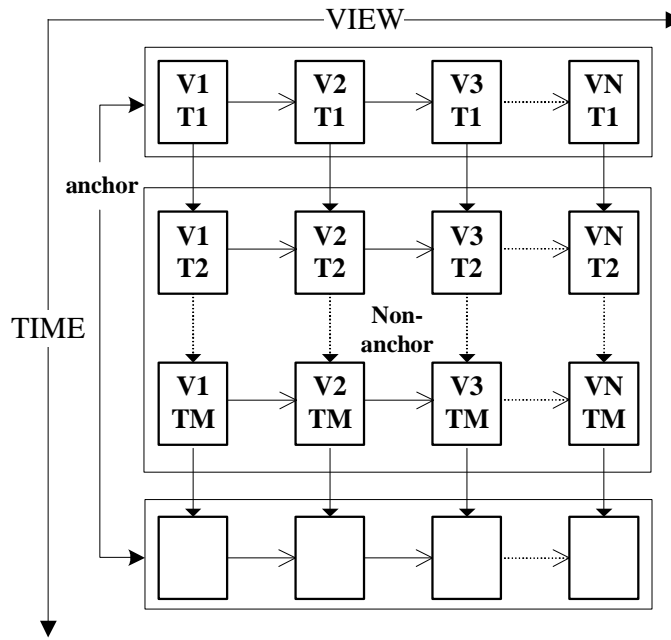 VIEW
V1 V2 V3 VN
T1 T1 T1 T1
anchor
V1 V2 V3 VN
T2 T2 T2 T2
TIME
Non-
anchor
V1 V2 V3 VN
TM TM TM TM